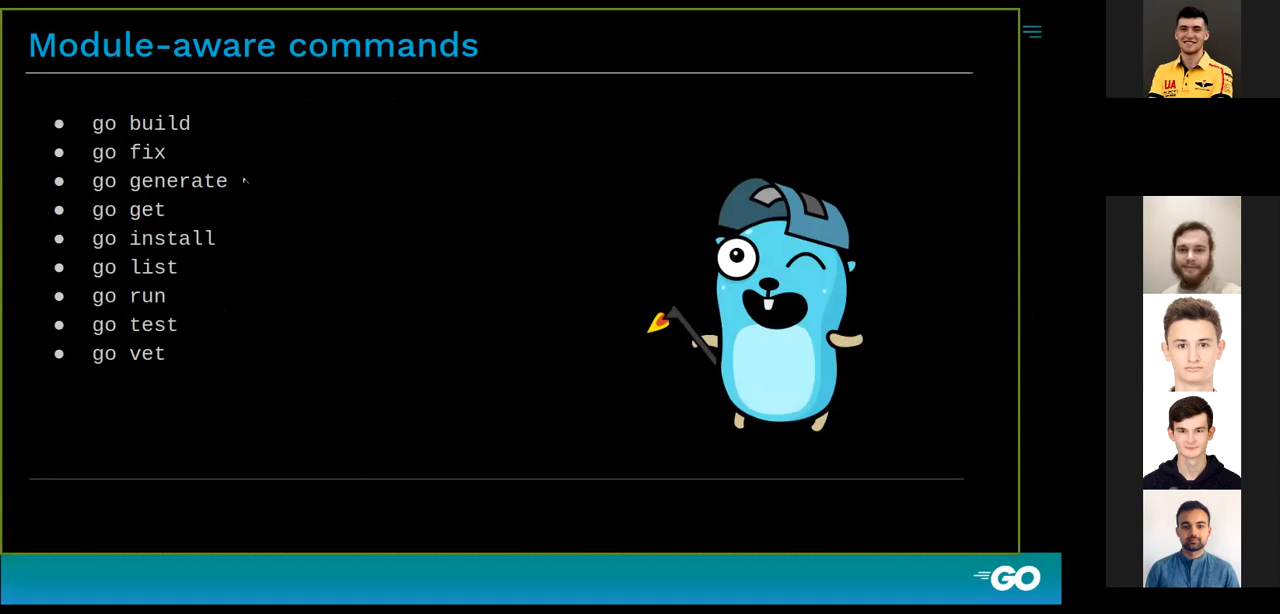 Module-aware commands
● go build
● go fix
● go generate
● go get
● go install
● go list
● go run
● go test
● go vet
GO
UA